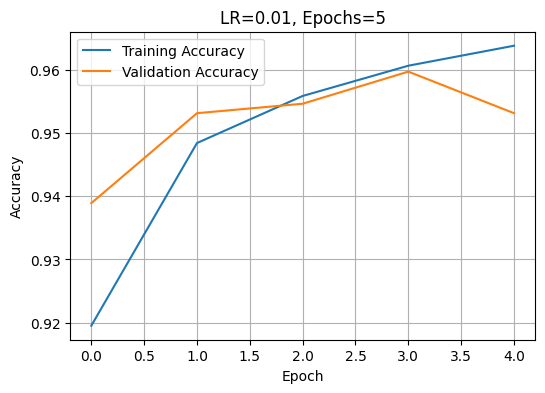 LR=0.01, Epochs=5
Training Accuracy
Validation Accuracy
Accuracy
0.96
0.95
0.94
0.93
0.92
0.0 0.5 1.0 1.5 2.0 2.5 3.0 3.5 4.0
Epoch